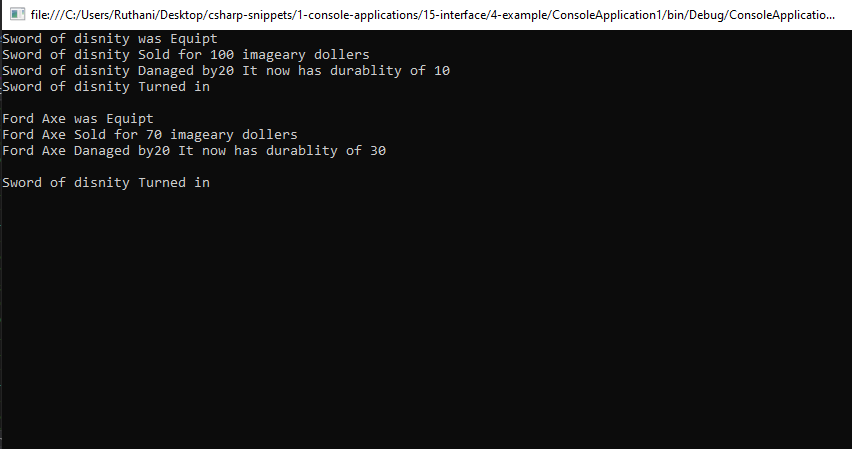 file:///C:/Users/Ruthani/Desktop/csharp-snippets/1-console-applications/15-interface/4-example/ConsoleApplication1/bin/Debug/ConsoleApplicatio...
Sword of disnity was Equipt
Sword of disnity Sold for 100 imageary dollers
Sword of disnity Danaged by20 It now has durablity of 10
Sword of disnity Turned in
Ford Axe was Equipt
Ford Axe Sold for 70 imageary dollers
Ford Axe Danaged by20 It now has durablity of 30
Sword of disnity Turned in